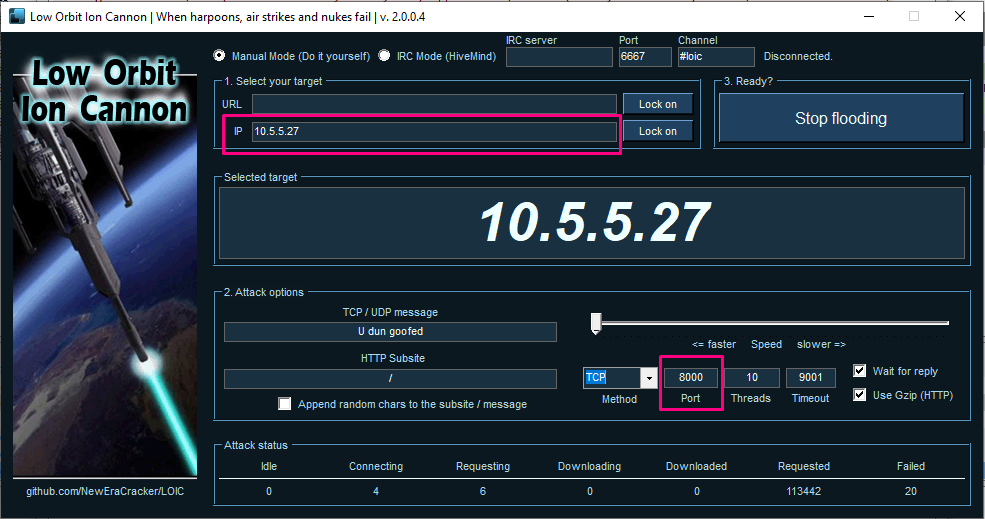 Low Orbit Ion Cannon | When harpoons, air strikes and nukes fail | v. 2.0.0.4
Low Orbit
Ion Cannon
IRC server Port Channel
Manual Mode (Do it yourself) IRC Mode (HiveMind) 6667 #loic Disconnected.
1. Select your target
URL Lock on
IP 10.5.5.27 Lock on
3. Ready?
Stop flooding
Selected target
10.5.5.27
2. Attack options
TCP / UDP message
U dun goofed
HTTP Subsite
/
Append random chars to the subsite / message
<= faster Speed slower =>
TCP 8000 10 9001
Method Port Threads Timeout
Wait for reply
Use Gzip (HTTP)
Attack status
Idle Connecting Requesting Downloading Downloaded Requested Failed
0 4 6 0 0 113442 20
github.com/NewEraCracker/LOIC